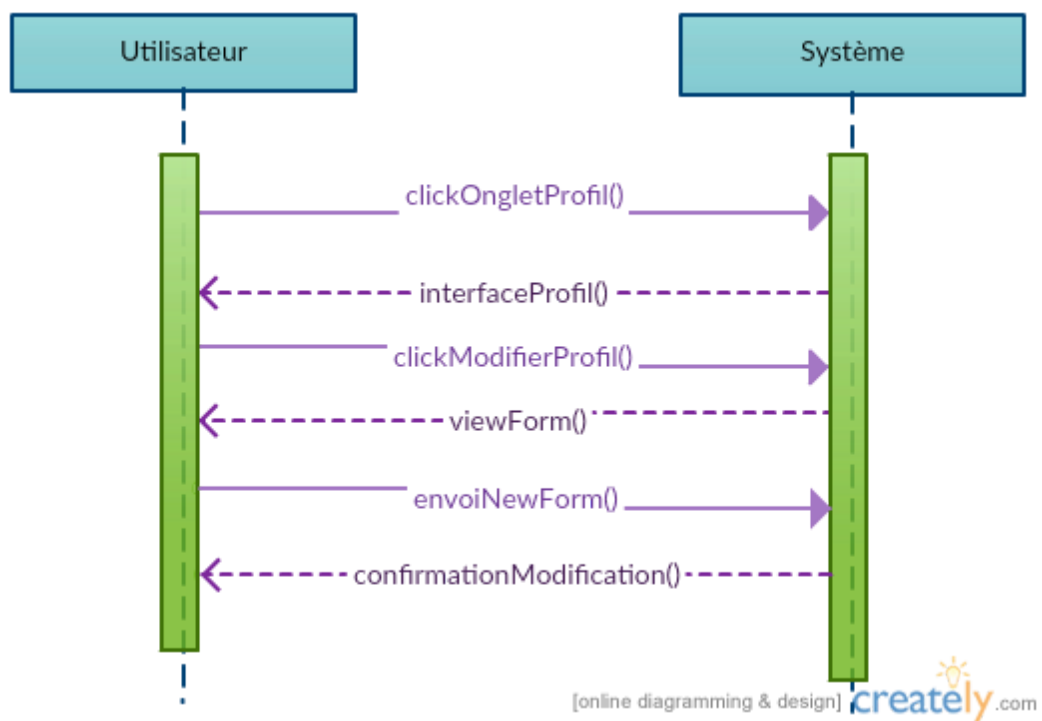 Utilisateur
Système
clickOngletProfil()
interfaceProfil()
clickModifierProfil()
viewForm()
envoiNewForm()
confirmationModification()
[online diagramming & design] creately.com